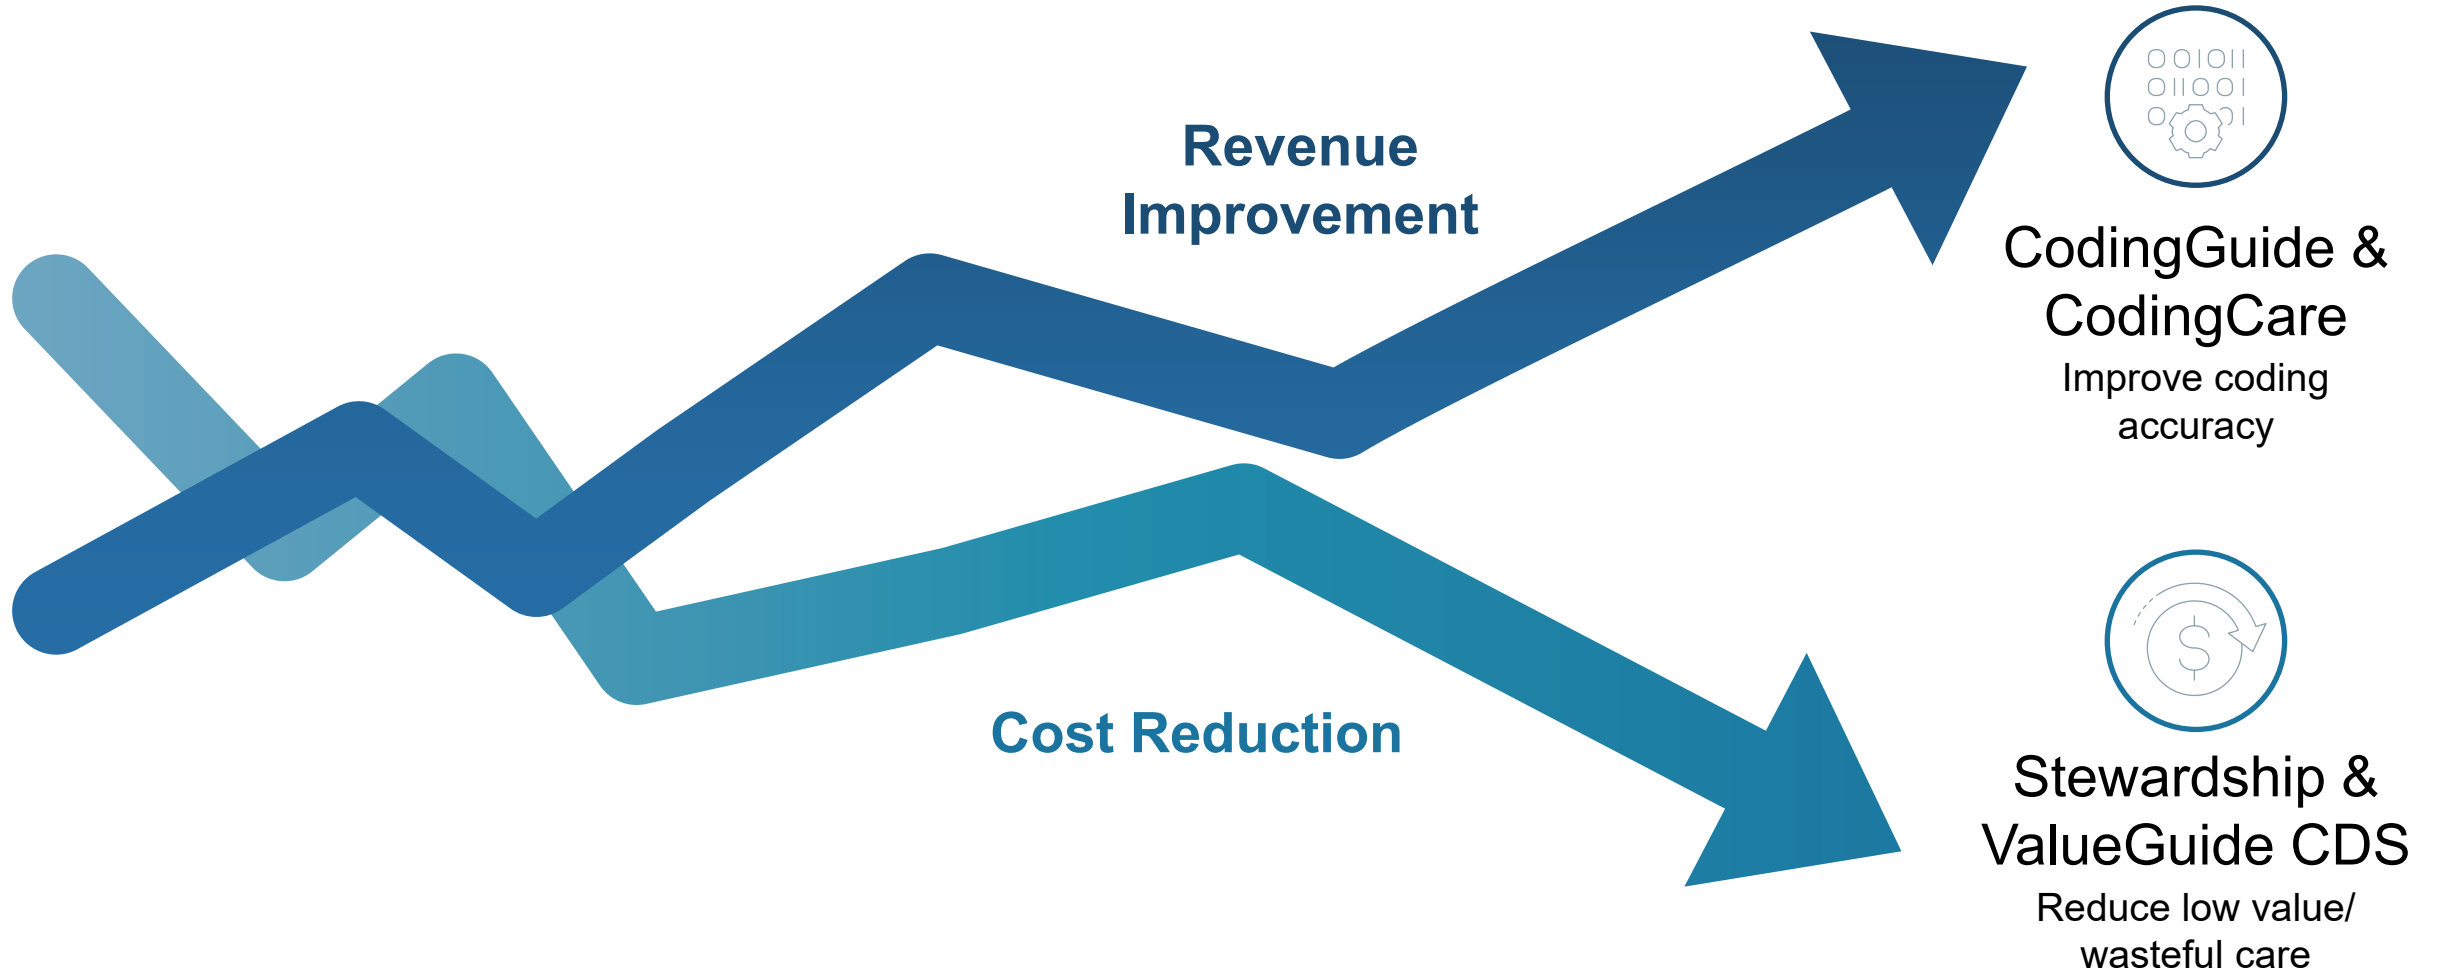 Revenue
Improvement
CodingGuide &
CodingCare
Improve coding
accuracy
Cost Reduction
Stewardship &
ValueGuide CDS
Reduce low value/
wasteful care